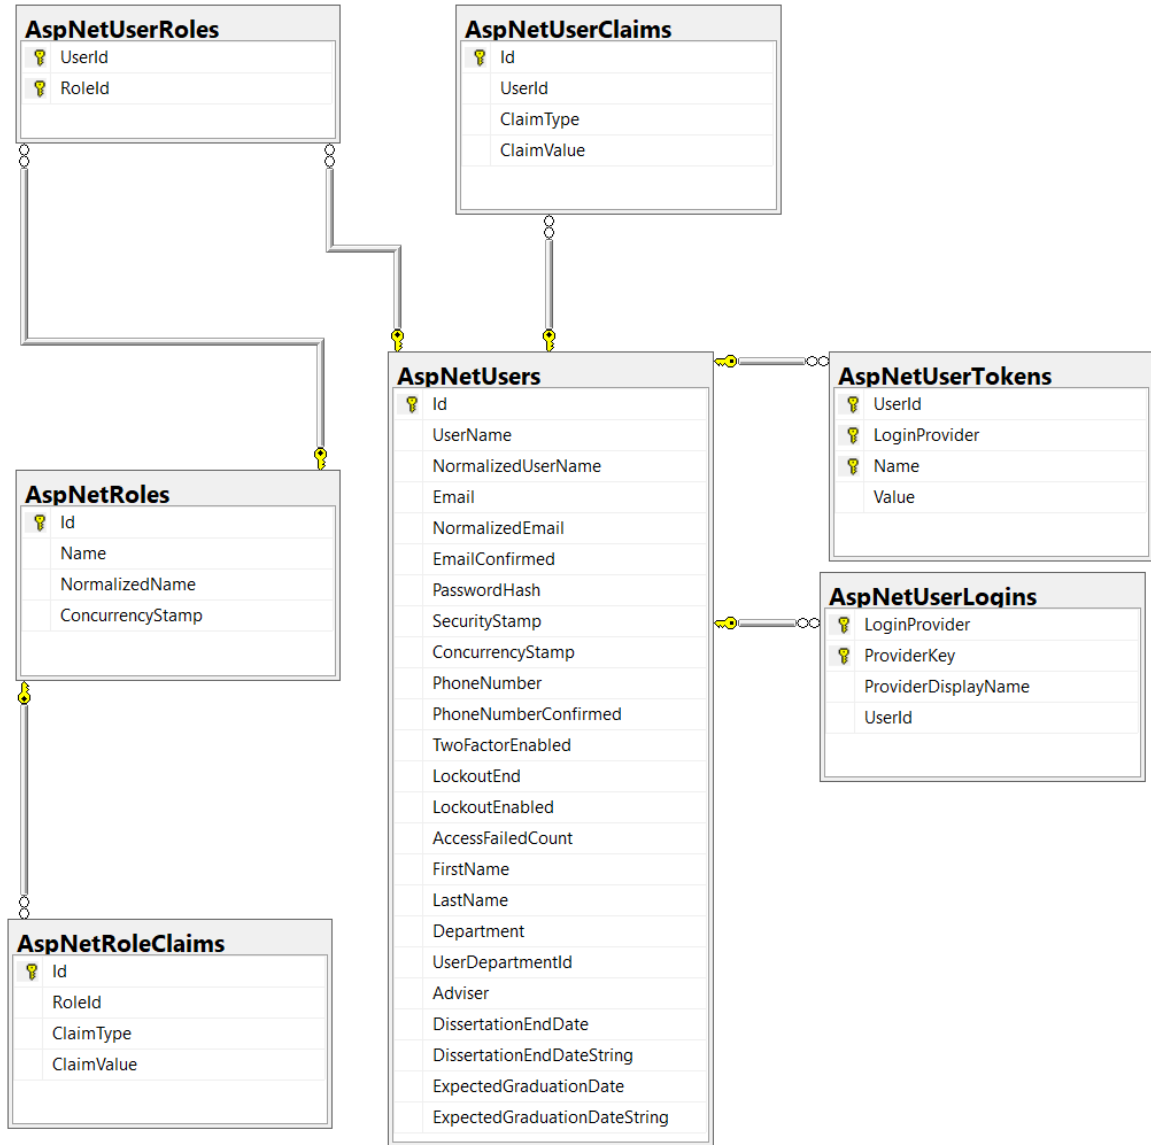 AspNetUserRoles
UserId
RoleId
AspNetUserClaims
Id
UserId
ClaimType
ClaimValue
AspNetUsers
Id
UserName
NormalizedUserName
Email
NormalizedEmail
EmailConfirmed
PasswordHash
SecurityStamp
ConcurrencyStamp
PhoneNumber
PhoneNumberConfirmed
TwoFactorEnabled
LockoutEnd
LockoutEnabled
AccessFailedCount
FirstName
LastName
Department
UserDepartmentId
Adviser
DissertationEndDate
DissertationEndDateString
ExpectedGraduationDate
ExpectedGraduationDateString
AspNetUserTokens
UserId
LoginProvider
Name
Value
AspNetUserLogins
LoginProvider
ProviderKey
ProviderDisplayName
UserId
AspNetRoles
Id
Name
NormalizedName
ConcurrencyStamp
AspNetRoleClaims
Id
RoleId
ClaimType
ClaimValue